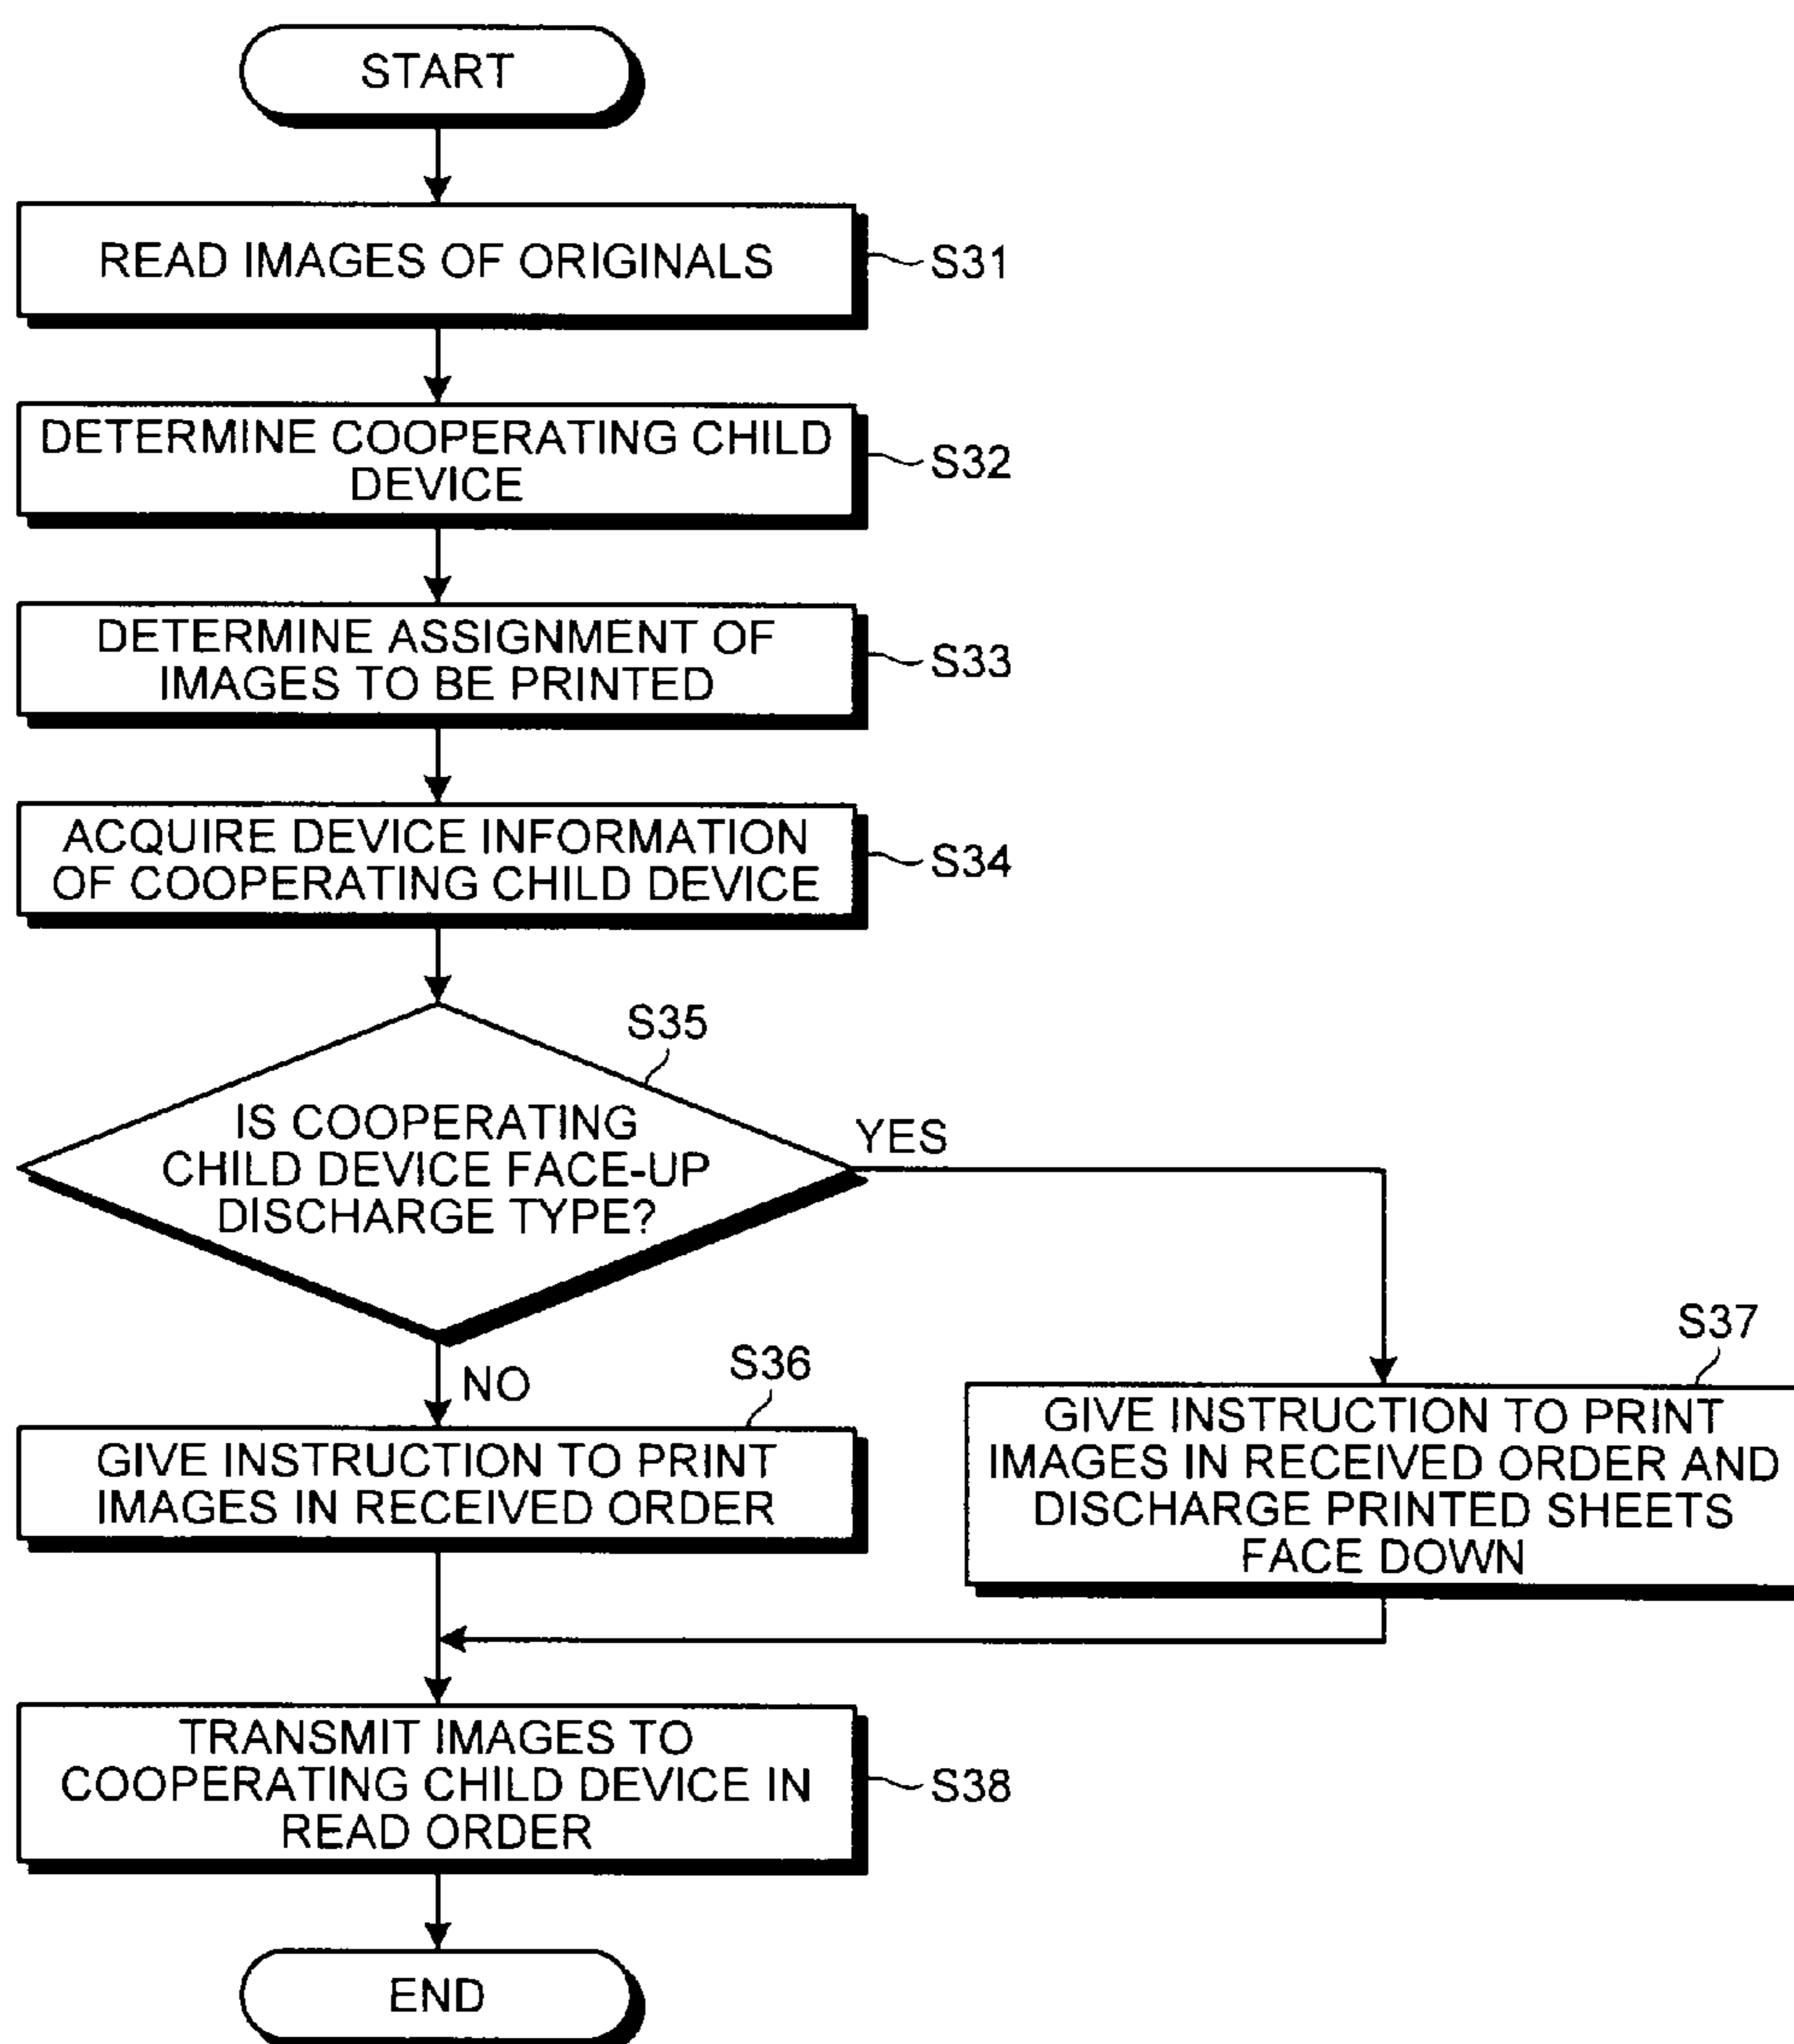 START
READ IMAGES OF ORIGINALS
S31
DETERMINE COOPERATING CHILD
DEVICE
S32
DETERMINE ASSIGNMENT OF
IMAGES TO BE PRINTED
S33
ACQUIRE DEVICE INFORMATION
OF COOPERATING CHILD DEVICE
S34
S35
IS COOPERATING
CHILD DEVICE FACE-UP
DISCHARGE TYPE?
YES
NO
S36
GIVE INSTRUCTION TO PRINT
IMAGES IN RECEIVED ORDER
S37
GIVE INSTRUCTION TO PRINT
IMAGES IN RECEIVED ORDER AND
DISCHARGE PRINTED SHEETS
FACE DOWN
TRANSMIT IMAGES TO
COOPERATING CHILD DEVICE IN
READ ORDER
S38
END